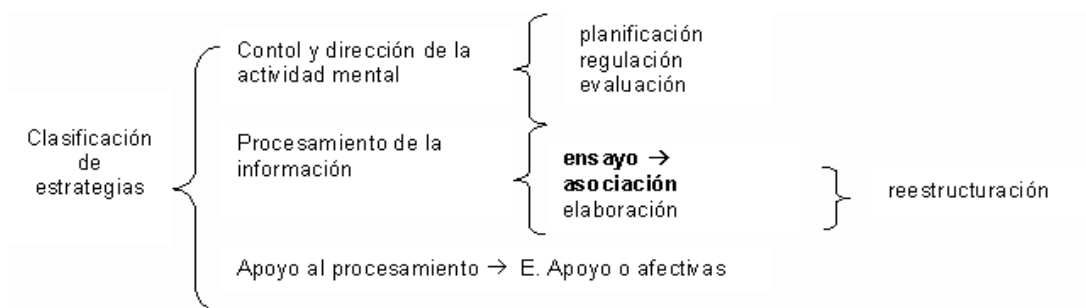 Clasificación
de
estrategias
Contol y dirección de la
actividad mental
planificación
regulación
evaluación
Procesamiento de la
información
ensayo →
asociación
elaboración
reestructuración
Apoyo al procesamiento → E. Apoyo o afectivas